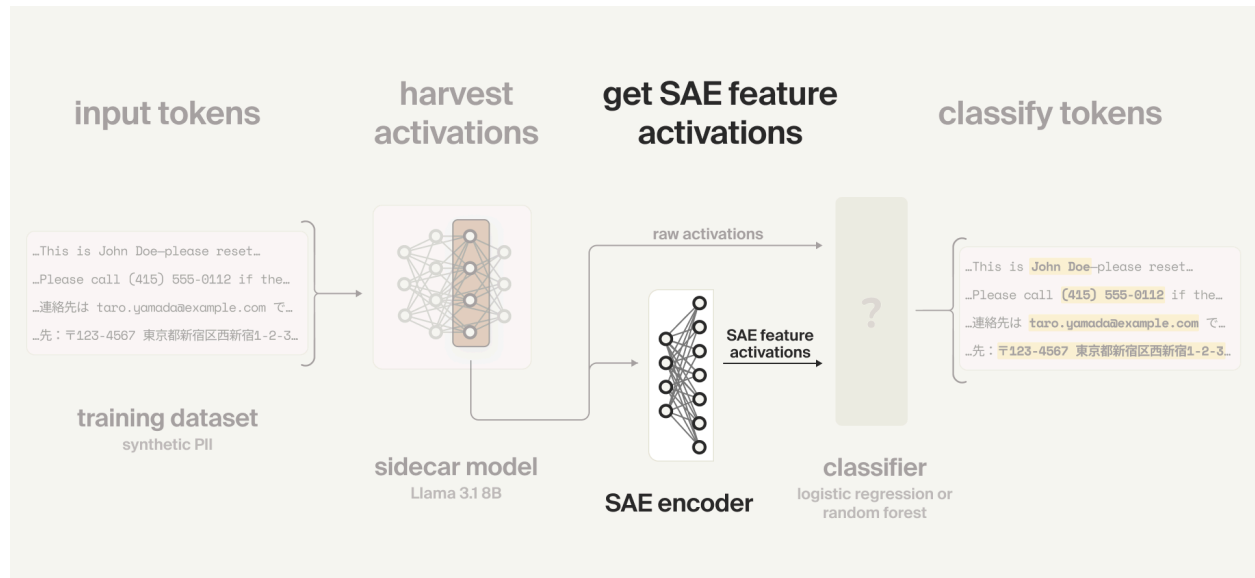 input tokens
harvest
activations
get SAE feature
activations
classify tokens
…This is John Doe—please reset…
…Please call (415) 555-0112 if the…
…連絡先は taro.yamada@example.com で…
…先：〒123-4567 東京都新宿区西新宿1-2-3…
training dataset
synthetic PII
sidecar model
Llama 3.1 8B
raw activations
SAE feature
activations
SAE encoder
?
classifier
logistic regression or
random forest
…This is John Doe—please reset…
…Please call (415) 555-0112 if the…
…連絡先は taro.yamada@example.com で…
…先：〒123-4567 東京都新宿区西新宿1-2-3…